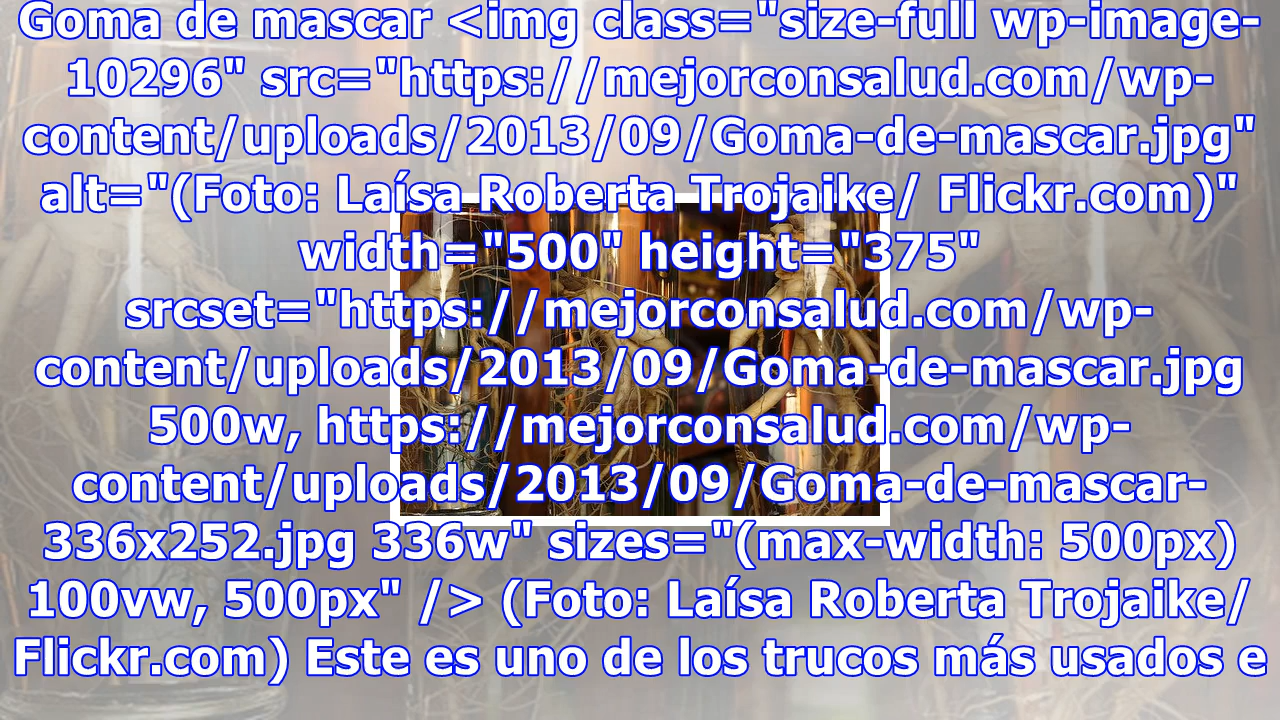 Goma de mascar <img class="size-full wp-image-
10296" src="https://mejorconsalud.com/wp-
content/uploads/2013/09/Goma-de-mascar.jpg"
alt="(Foto: Laísa Roberta Trojaike/ Flickr.com)"
width="500" height="375"
srcset="https://mejorconsalud.com/wp-
content/uploads/2013/09/Goma-de-mascar.jpg
500w, https://mejorconsalud.com/wp-
content/uploads/2013/09/Goma-de-mascar-
336x252.jpg 336w" sizes="(max-width: 500px)
100vw, 500px" /> (Foto: Laísa Roberta Trojaike/
Flickr.com) Este es uno de los trucos más usados e